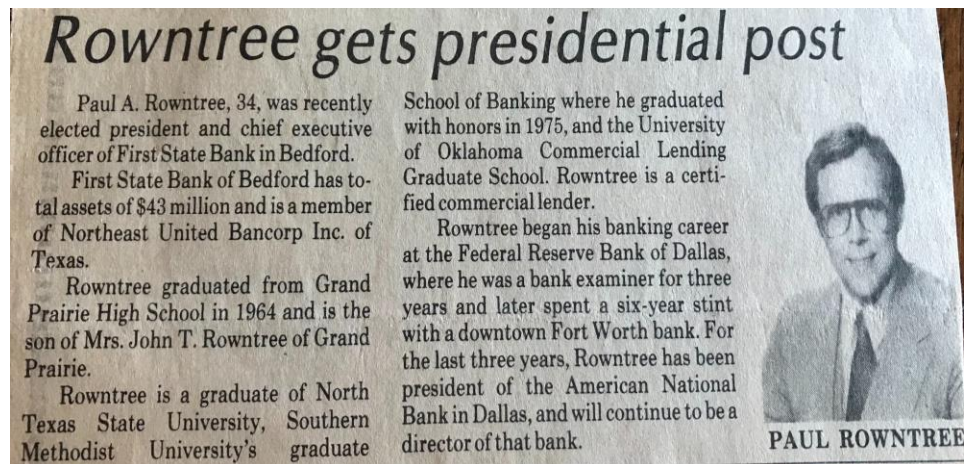 Rowntree gets presidential post
Paul A. Rowntree, 34, was recently
elected president and chief executive
officer of First State Bank in Bedford.
First State Bank of Bedford has to-
tal assets of $43 million and is a member
of Northeast United Bancorp Inc. of
Texas.
Rowntree graduated from Grand
Prairie High School in 1964 and is the
son of Mrs. John T. Rowntree of Grand
Prairie.
Rowntree is a graduate of North
Texas State University, Southern
Methodist University's graduate
School of Banking where he graduated
with honors in 1975, and the University
of Oklahoma Commercial Lending
Graduate School. Rowntree is a certi-
fied commercial lender.
Rowntree began his banking career
at the Federal Reserve Bank of Dallas,
where he was a bank examiner for three
years and later spent a six-year stint
with a downtown Fort Worth bank. For
the last three years, Rowntree has been
president of the American National
Bank in Dallas, and will continue to be a
director of that bank.
PAUL ROWNTREE